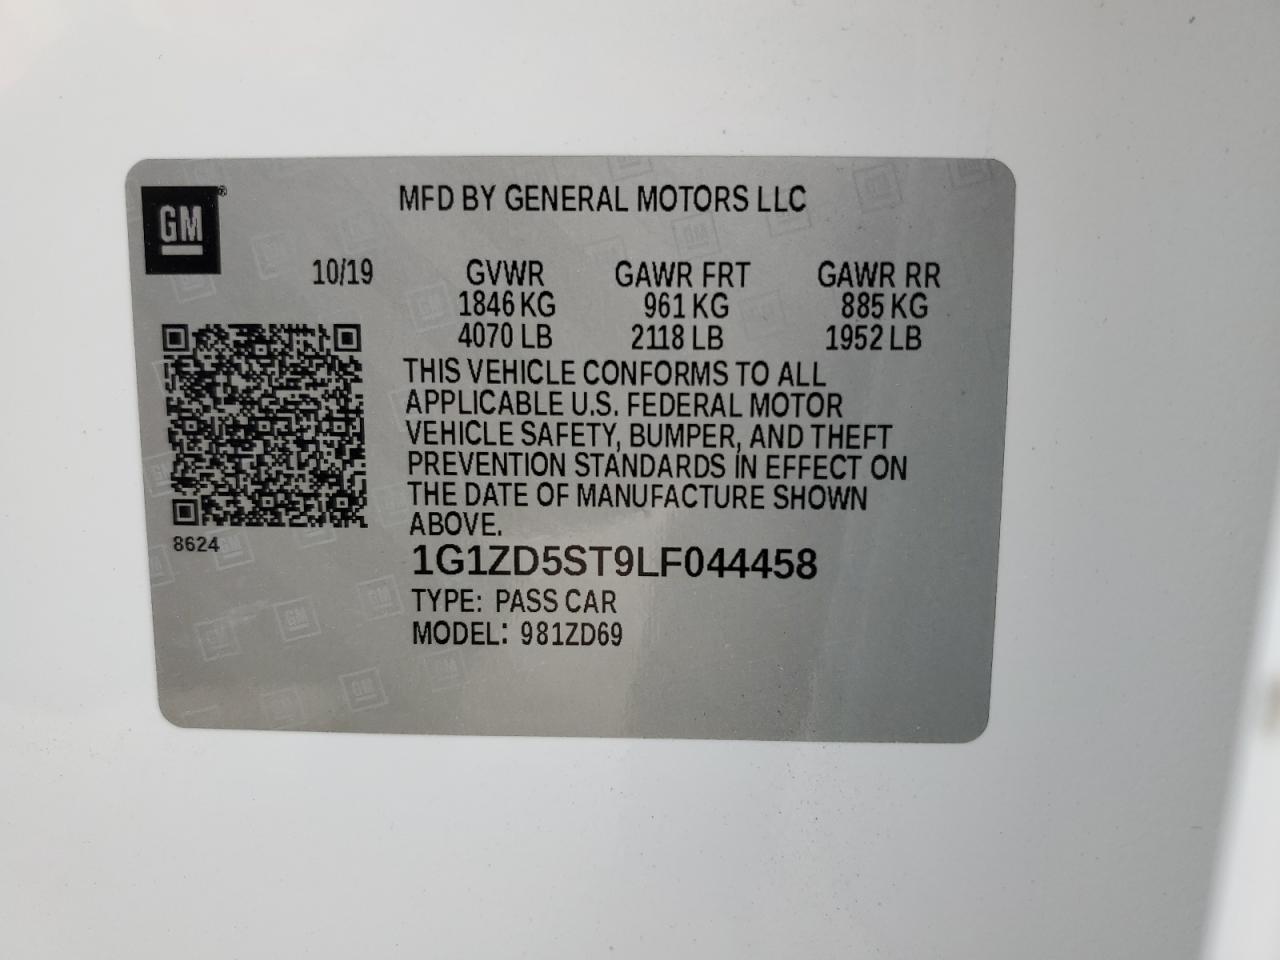 GM®
MFD BY GENERAL MOTORS LLC
10/19 GVWR GAWR FRT GAWR RR
1846 KG 961 KG 885 KG
4070 LB 2118 LB 1952 LB
THIS VEHICLE CONFORMS TO ALL
APPLICABLE U.S. FEDERAL MOTOR
VEHICLE SAFETY, BUMPER, AND THEFT
PREVENTION STANDARDS IN EFFECT ON
THE DATE OF MANUFACTURE SHOWN
ABOVE.
8624
1G1ZD5ST9LF044458
TYPE: PASS CAR
MODEL: 981ZD69